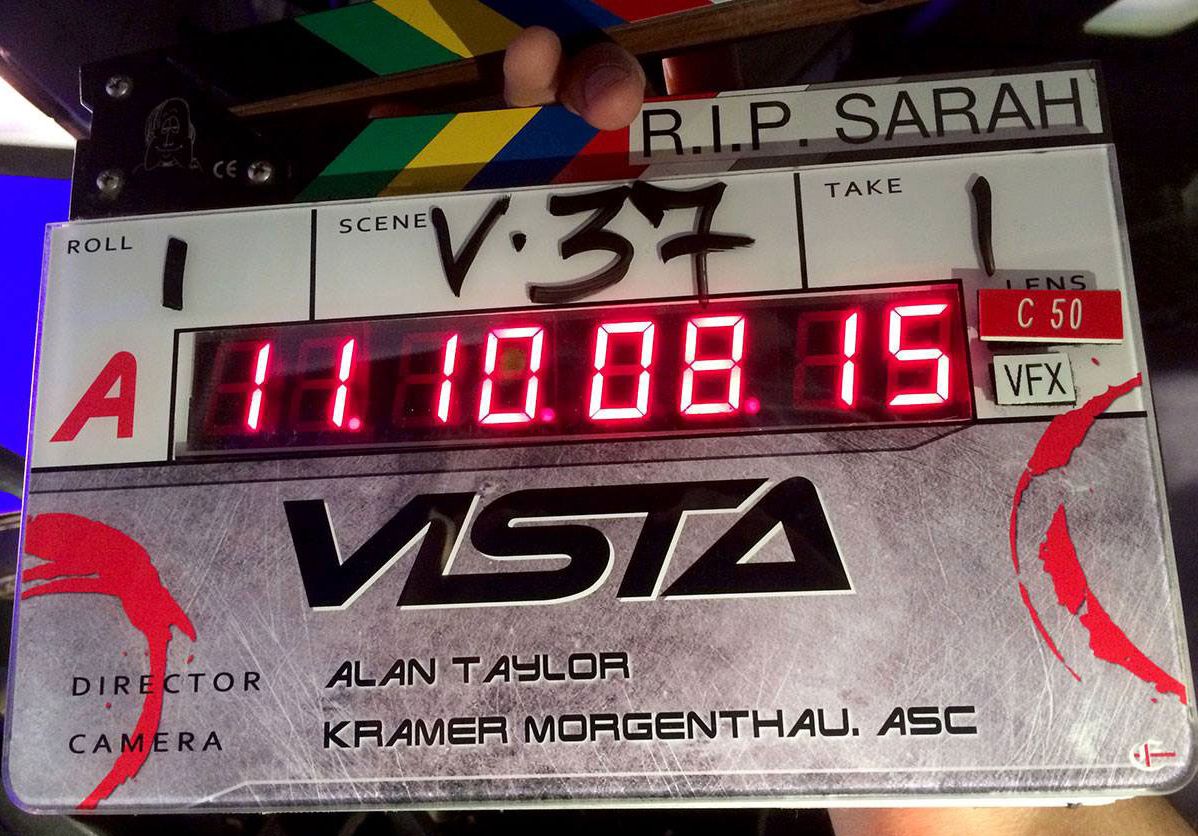 R.I.P. SARAH
CE
ROLL 1
SCENE V·37
TAKE 1
LENS
C 50
VFX
A
11.10.08.15
VISTA
DIRECTOR ALAN TAYLOR
CAMERA KRAMER MORGENTHAU. ASC